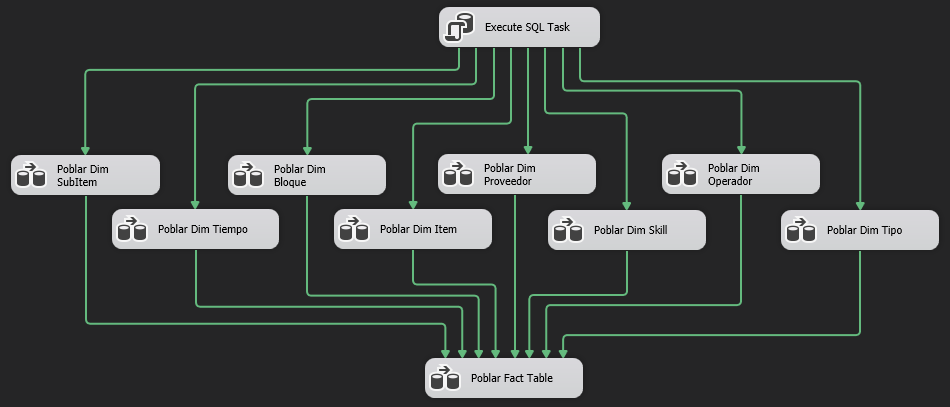 Execute SQL Task
Poblar Dim
SubItem
Poblar Dim
Bloque
Poblar Dim
Proveedor
Poblar Dim
Operador
Poblar Dim Tiempo
Poblar Dim Item
Poblar Dim Skill
Poblar Dim Tipo
Poblar Fact Table